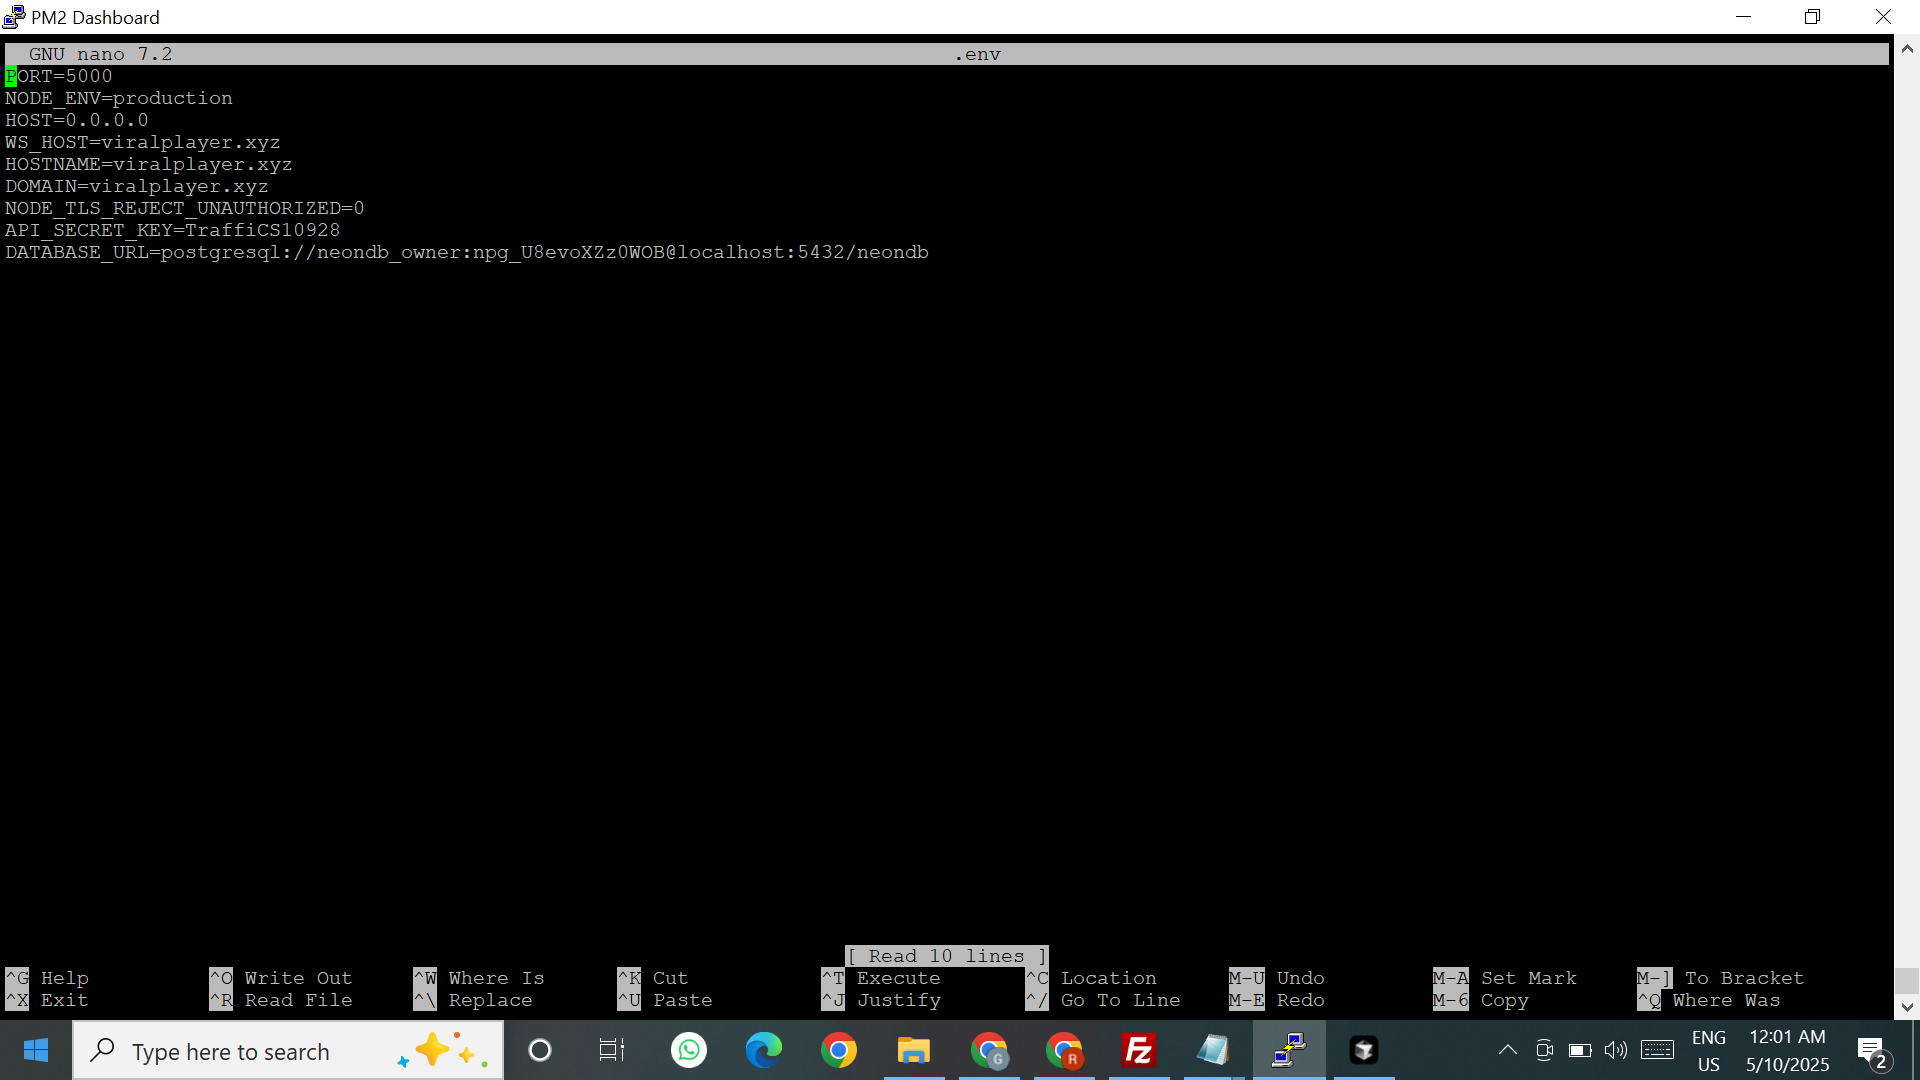 PM2 Dashboard
GNU nano 7.2 .env
PORT=5000
NODE_ENV=production
HOST=0.0.0.0
WS_HOST=viralplayer.xyz
HOSTNAME=viralplayer.xyz
DOMAIN=viralplayer.xyz
NODE_TLS_REJECT_UNAUTHORIZED=0
API_SECRET_KEY=TraffiCS10928
DATABASE_URL=postgresql://neondb_owner:npg_U8evoXZz0WOB@localhost:5432/neondb
[ Read 10 lines ]
^G Help ^O Write Out ^W Where Is ^K Cut ^T Execute ^C Location M-U Undo M-A Set Mark M-] To Bracket
^X Exit ^R Read File ^\ Replace ^U Paste ^J Justify ^/ Go To Line M-E Redo M-6 Copy ^Q Where Was
Type here to search
G
R
Fz
ENG
US
12:01 AM
5/10/2025
2